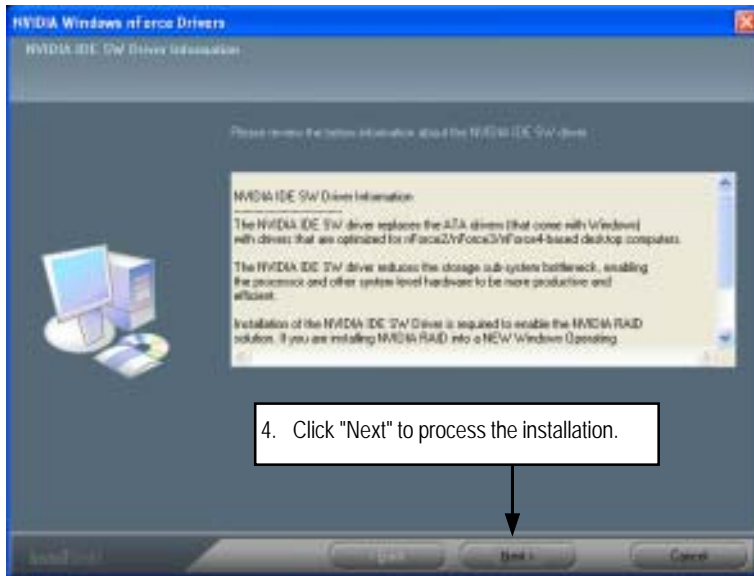 NVIDIA Windows nForce Drivers
NVIDIA IDE SW Driver Information
Please review the below information about the NVIDIA IDE SW driver
NVIDIA IDE SW Driver Information
--------------------
The NVIDIA IDE SW driver replaces the ATA drivers (that come with Windows)
with drivers that are optimized for nForce2/nForce3/nForce4-based desktop computers.
The NVIDIA IDE SW driver reduces the storage sub-system bottleneck, enabling
the processor and other system level hardware to be more productive and
efficient.
Installation of the NVIDIA IDE SW Driver is required to enable the NVIDIA RAID
solution. If you are installing NVIDIA RAID into a NEW Windows Operating
4. Click "Next" to process the installation.
Next >
Cancel